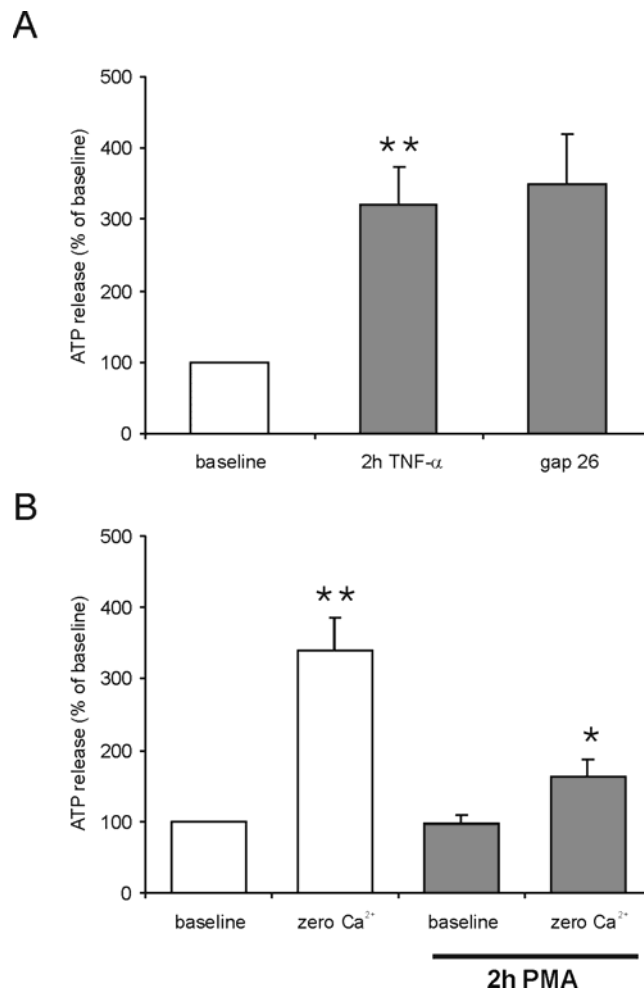 A
ATP release (% of baseline)
500
400
300
200
100
0
**
baseline 2h TNF-α gap 26
B
ATP release (% of baseline)
500
400
300
200
100
0
**
*
baseline zero Ca²⁺ baseline zero Ca²⁺
2h PMA